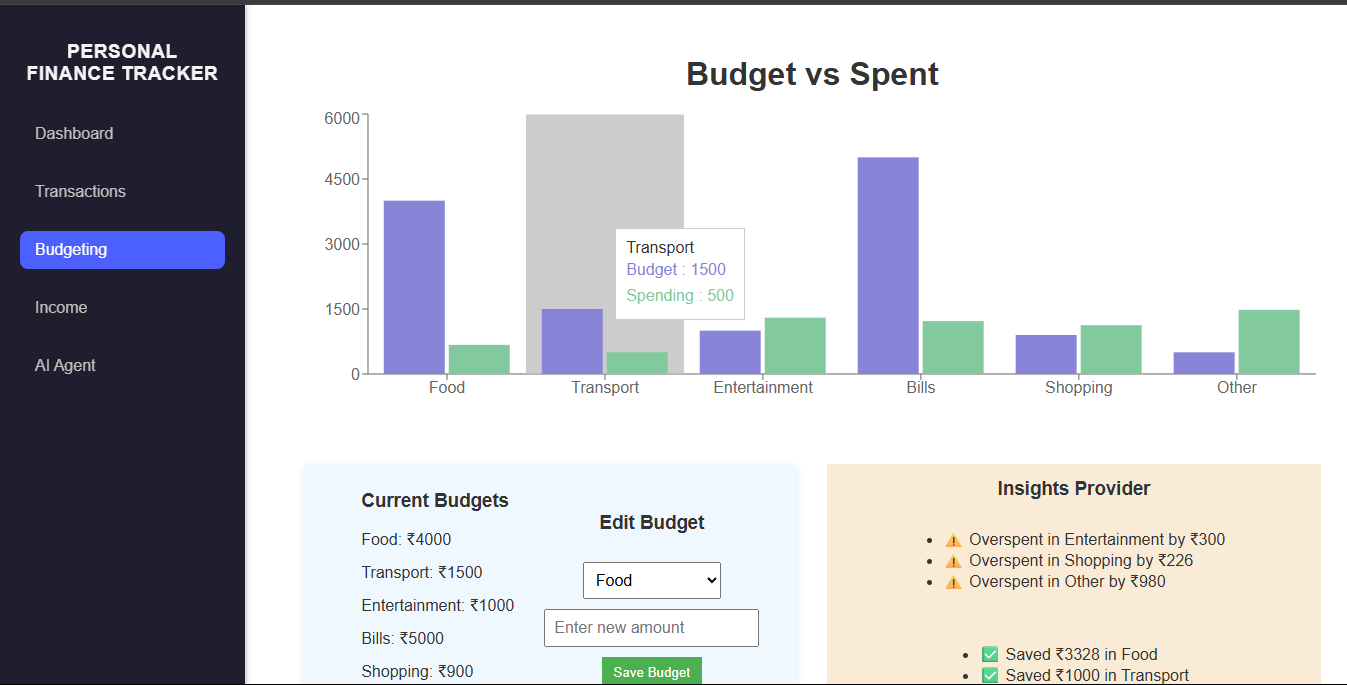 PERSONAL
FINANCE TRACKER
Dashboard
Transactions
Budgeting
Income
AI Agent
Budget vs Spent
6000
4500
3000
1500
0
Transport
Budget : 1500
Spending : 500
Food
Transport
Entertainment
Bills
Shopping
Other
Current Budgets
Food: ₹4000
Transport: ₹1500
Entertainment: ₹1000
Bills: ₹5000
Shopping: ₹900
Edit Budget
Food
Enter new amount
Save Budget
Insights Provider
Overspent in Entertainment by ₹300
Overspent in Shopping by ₹226
Overspent in Other by ₹980
Saved ₹3328 in Food
Saved ₹1000 in Transport